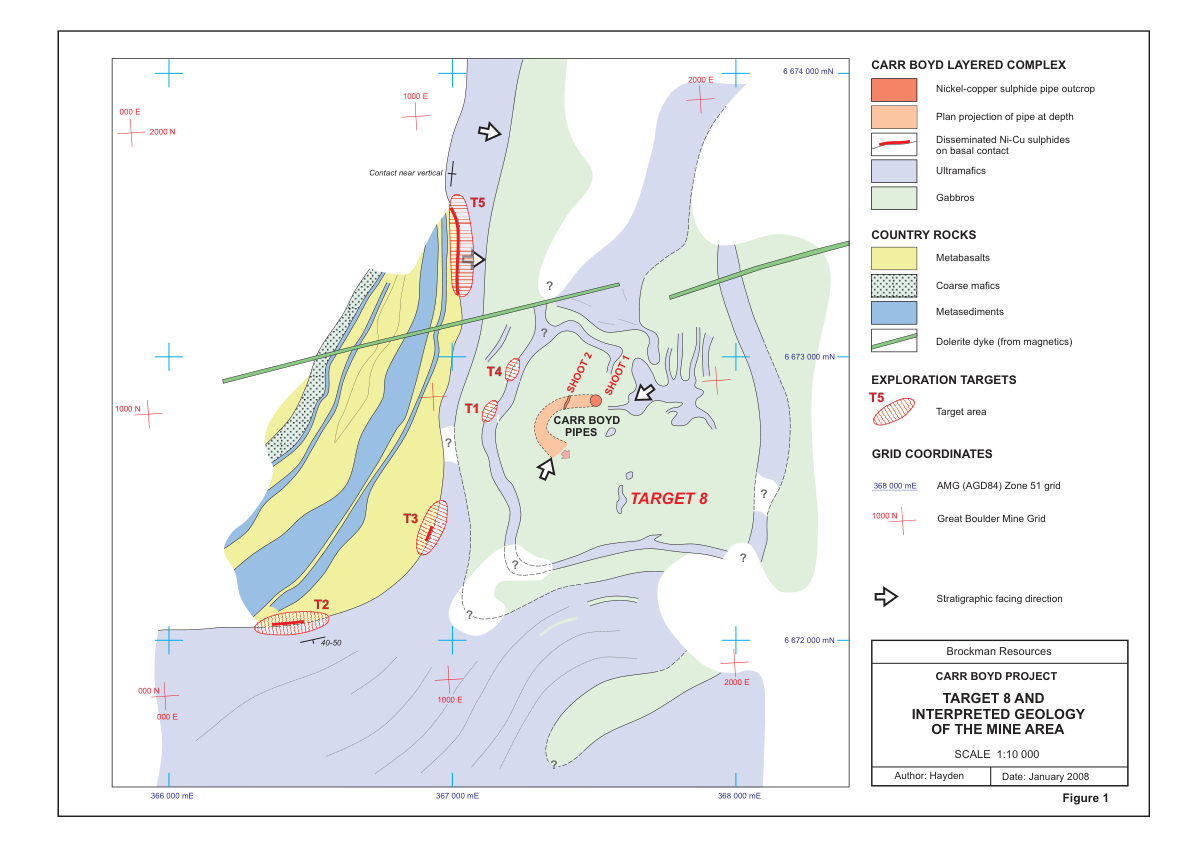 6 674 000 mN
2000 E
1000 E
000 E
2000 N
Contact near vertical
T5
?
?
6 673 000 mN
T4
SHOOT 2
SHOOT 1
T1
1000 N
CARR BOYD
PIPES
?
?
TARGET 8
T3
?
?
T2
?
40-50
6 672 000 mN
000 N
000 E
1000 E
2000 E
?
366 000 mE
367 000 mE
368 000 mE
CARR BOYD LAYERED COMPLEX
Nickel-copper sulphide pipe outcrop
Plan projection of pipe at depth
Disseminated Ni-Cu sulphides
on basal contact
Ultramafics
Gabbros
COUNTRY ROCKS
Metabasalts
Coarse mafics
Metasediments
Dolerite dyke (from magnetics)
EXPLORATION TARGETS
T5
Target area
GRID COORDINATES
368 000 mE
AMG (AGD84) Zone 51 grid
1000 N
Great Boulder Mine Grid
Stratigraphic facing direction
Brockman Resources
CARR BOYD PROJECT
TARGET 8 AND
INTERPRETED GEOLOGY
OF THE MINE AREA
SCALE 1:10 000
Author: Hayden
Date: January 2008
Figure 1